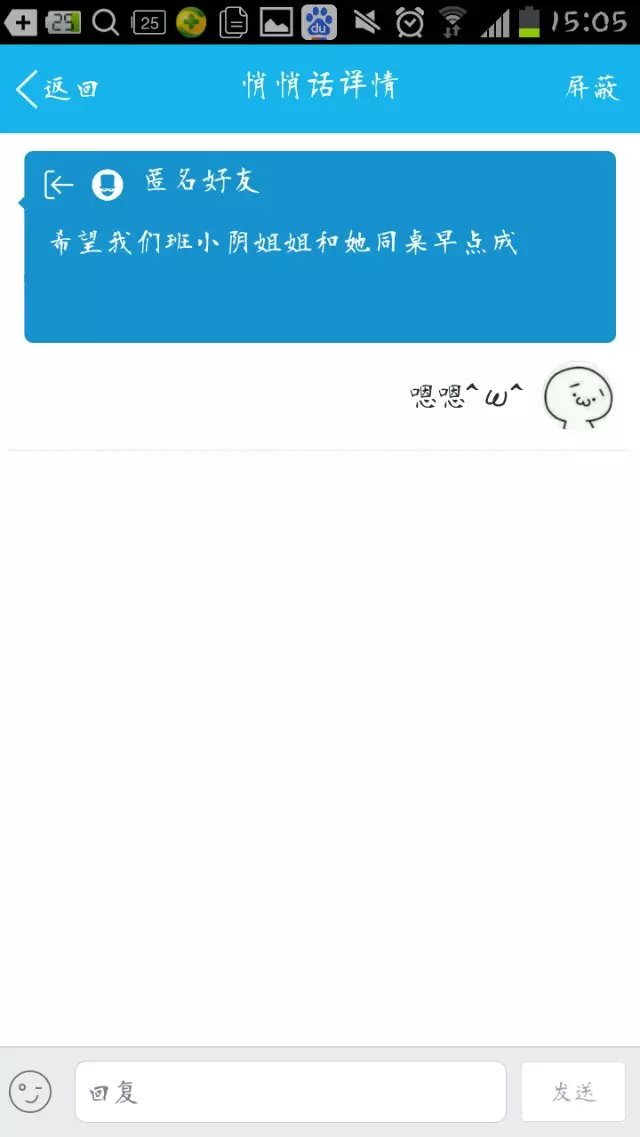 25 25 du 15:05
返回 悄悄话详情 屏蔽
匿名好友
希望我们班小阴姐姐和她同桌早点成
嗯嗯^ω^
回复 发送